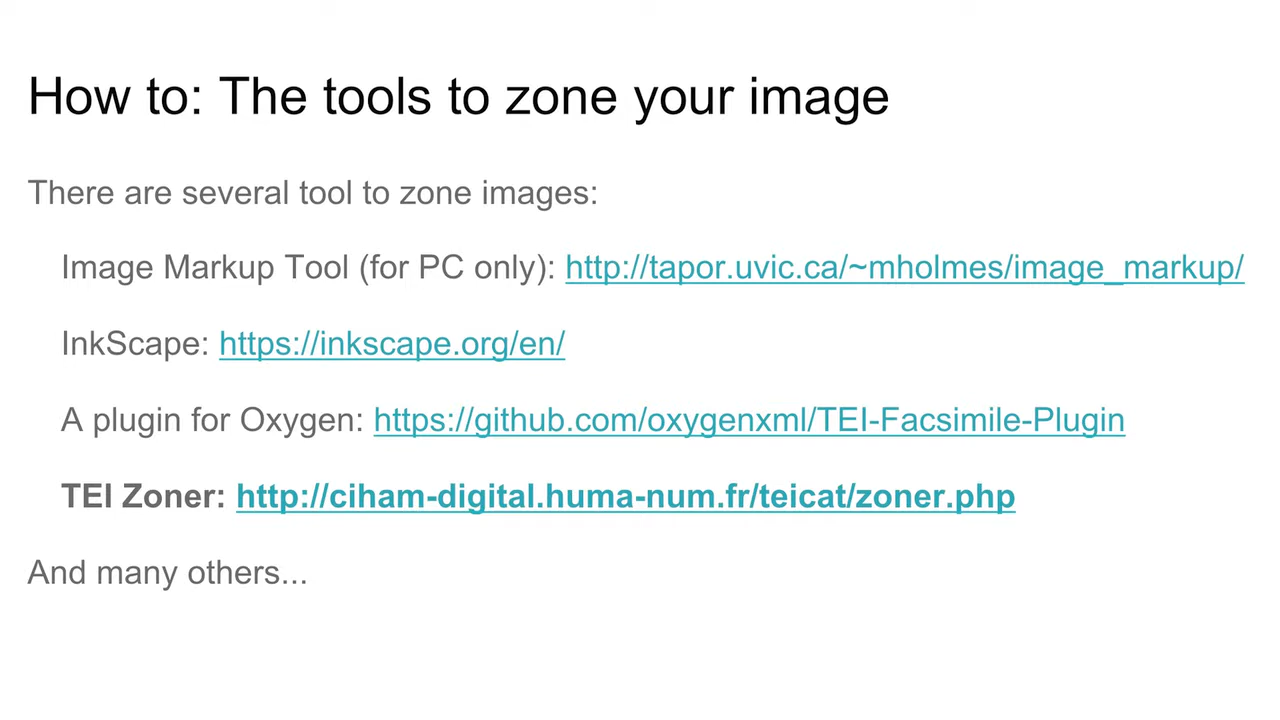 How to: The tools to zone your image
There are several tool to zone images:
Image Markup Tool (for PC only): http://tapor.uvic.ca/~mholmes/image_markup/
InkScape: https://inkscape.org/en/
A plugin for Oxygen: https://github.com/oxygenxml/TEI-Facsimile-Plugin
TEI Zoner: http://ciham-digital.huma-num.fr/teicat/zoner.php
And many others...